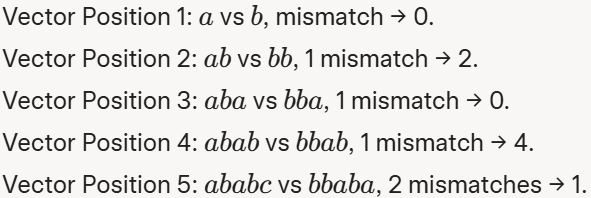 Vector Position 1: a vs b, mismatch → 0.
Vector Position 2: ab vs bb, 1 mismatch → 2.
Vector Position 3: aba vs bba, 1 mismatch → 0.
Vector Position 4: abab vs bbab, 1 mismatch → 4.
Vector Position 5: ababc vs bbaba, 2 mismatches → 1.